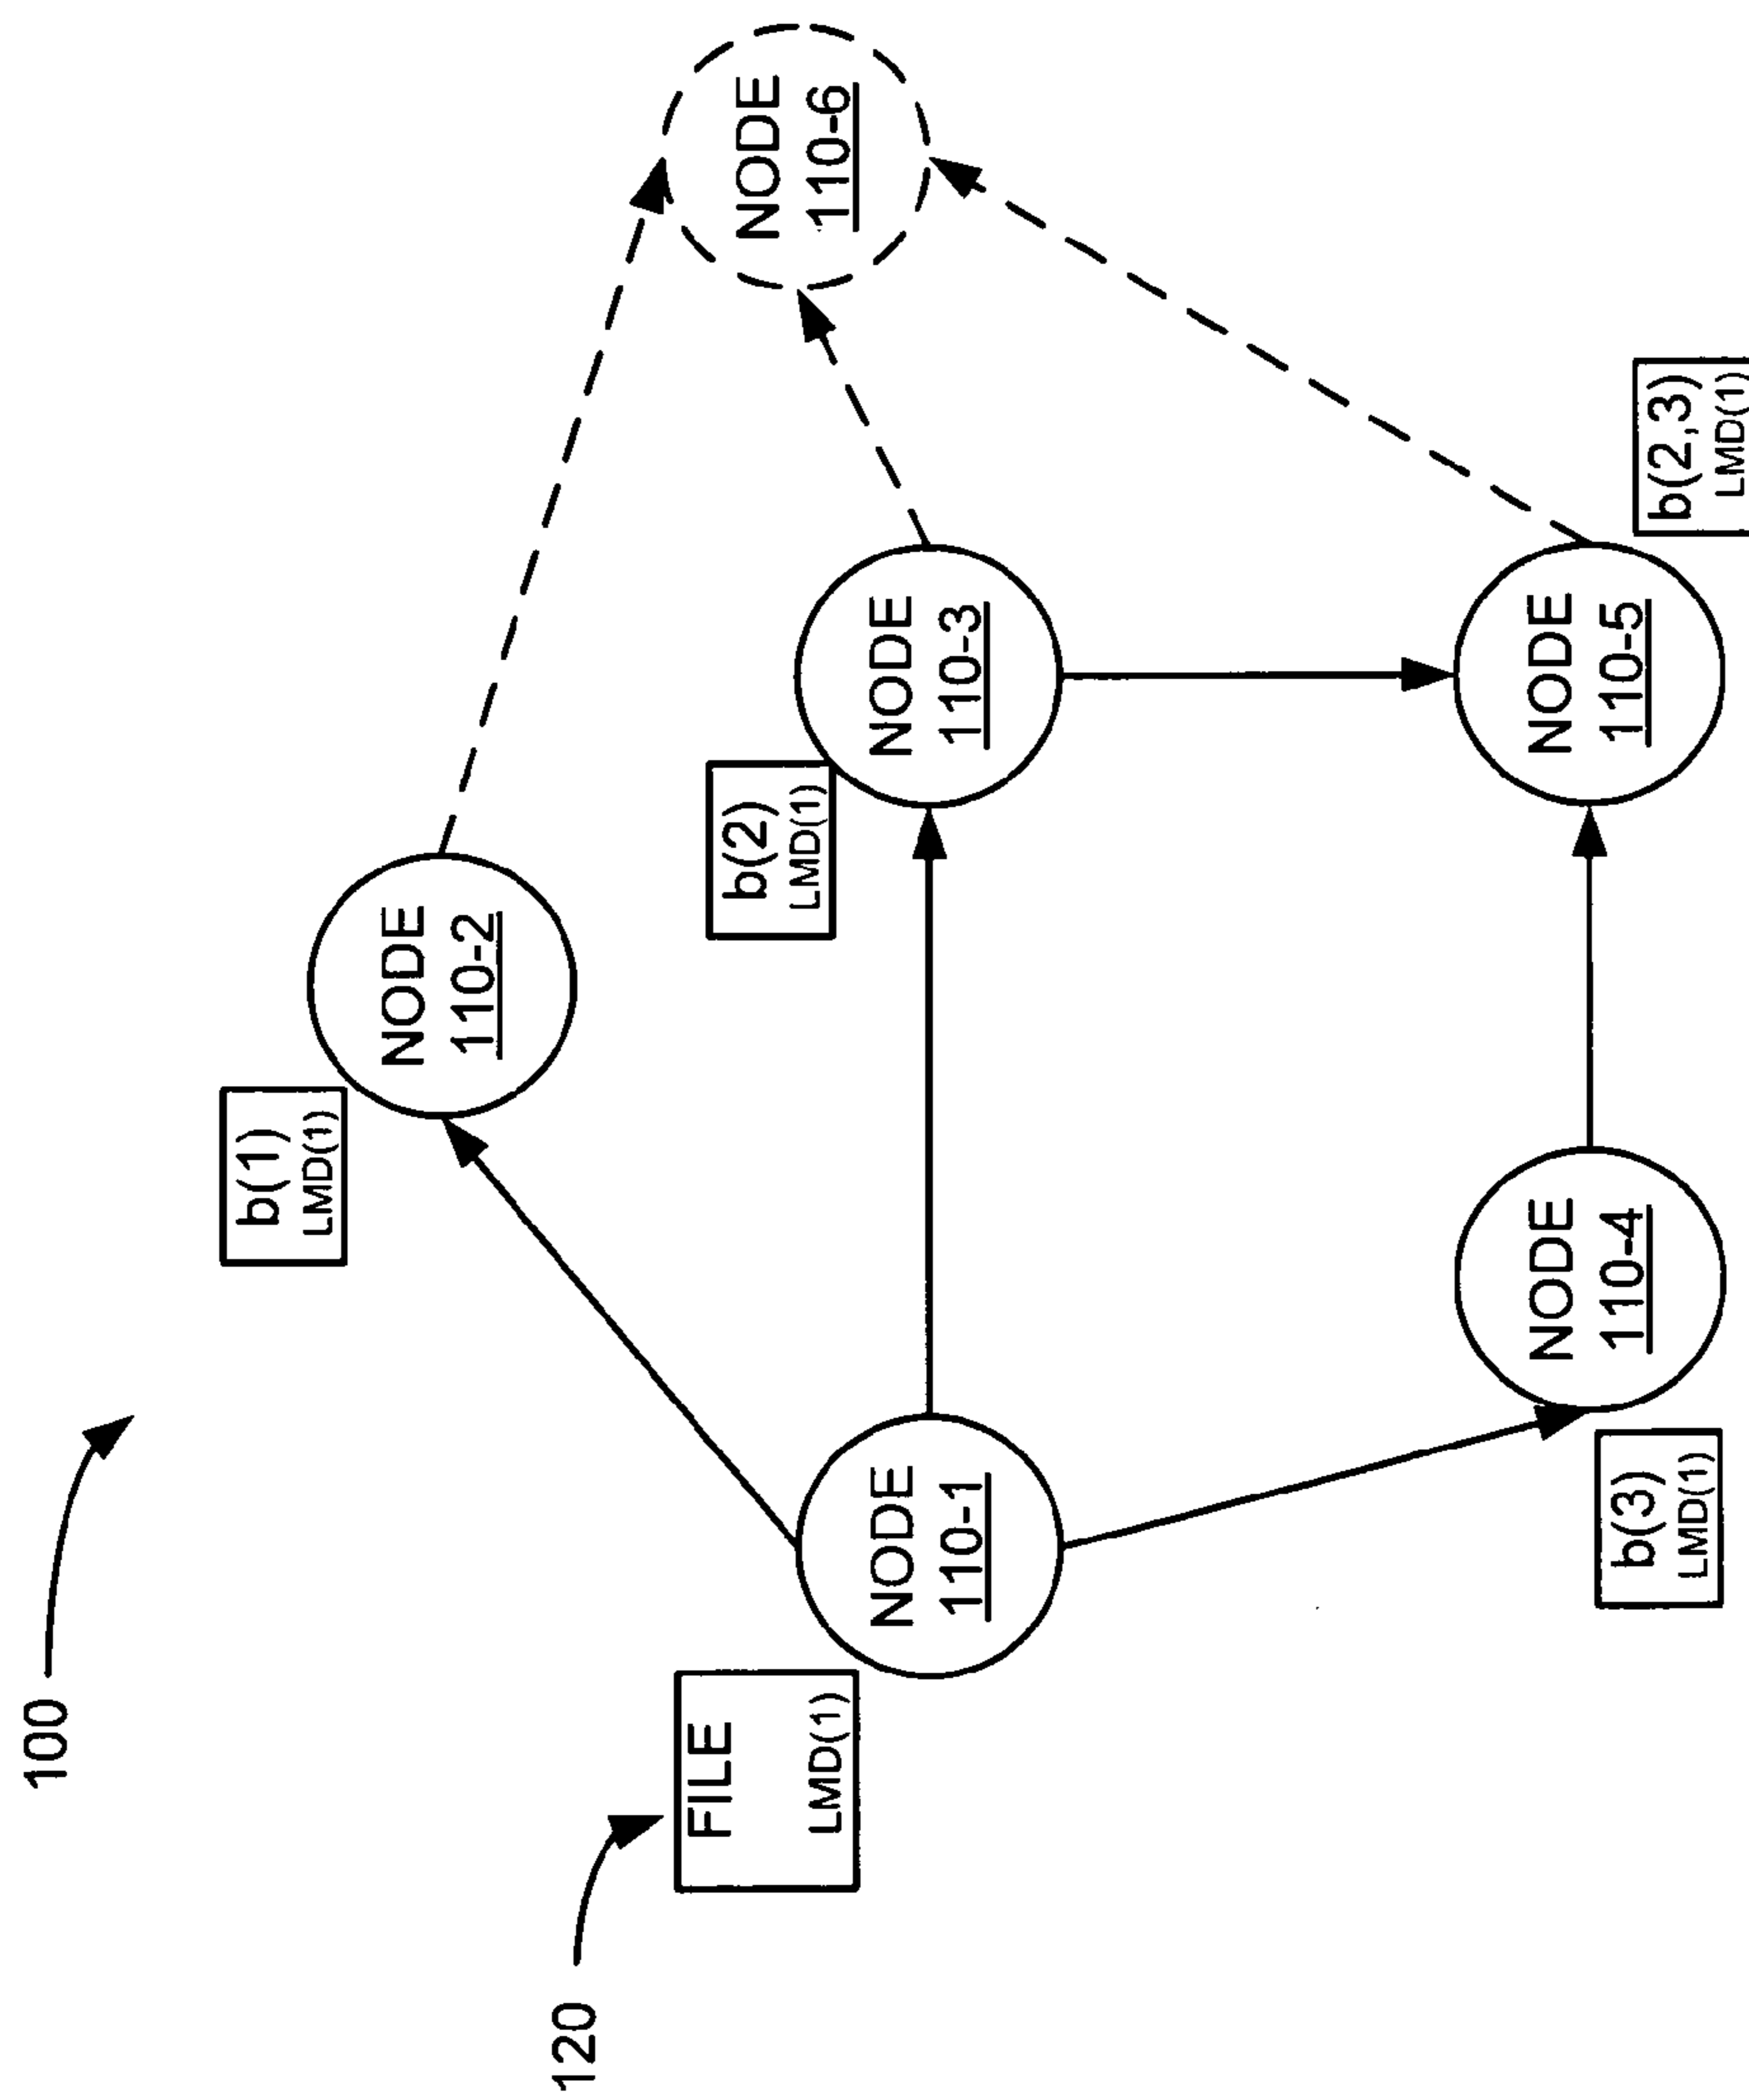 100
b(1)
LMD(1)
NODE
110-2
120
FILE
LMD(1)
b(2)
LMD(1)
NODE
110-6
NODE
110-1
NODE
110-3
NODE
110-4
NODE
110-5
b(3)
LMD(1)
b(2,3)
LMD(1)